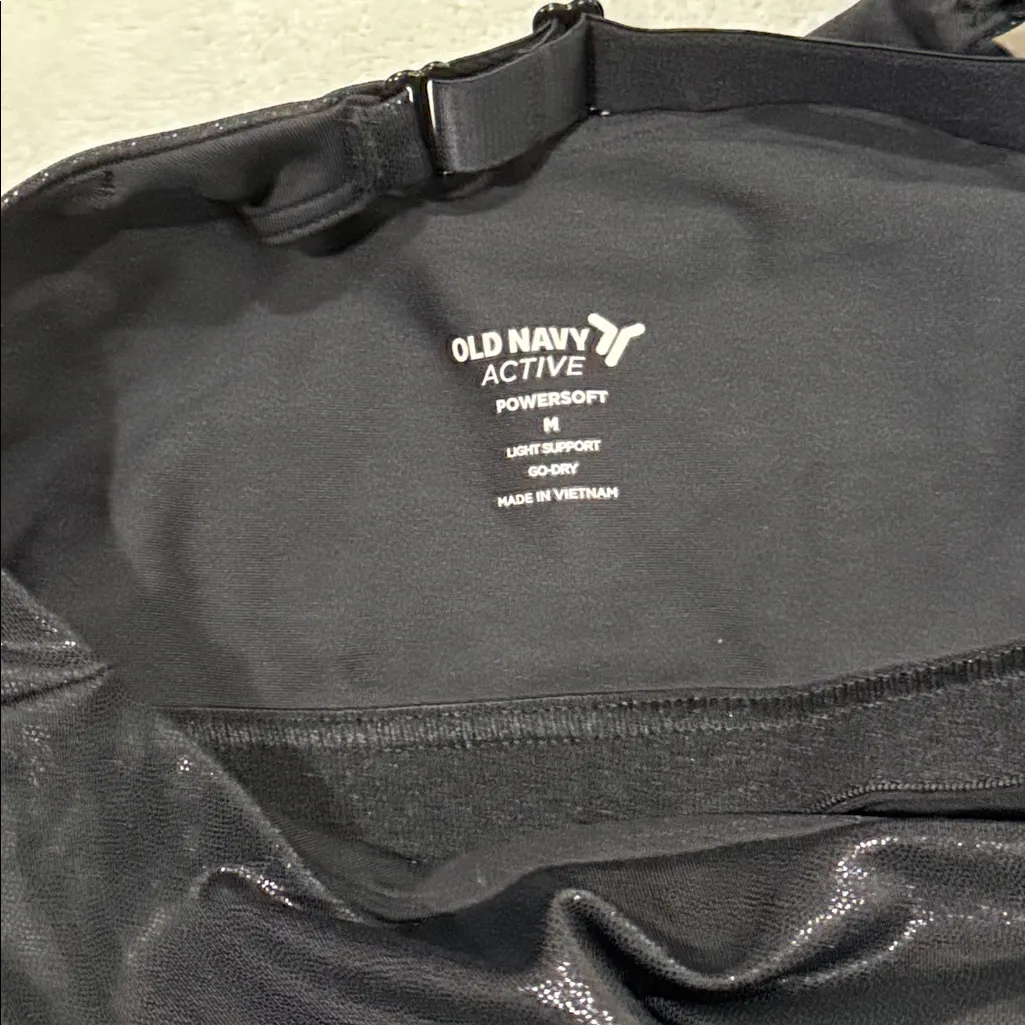 OLD NAVY
ACTIVE
POWERSOFT
M
LIGHT SUPPORT
GO-DRY
MADE IN VIETNAM